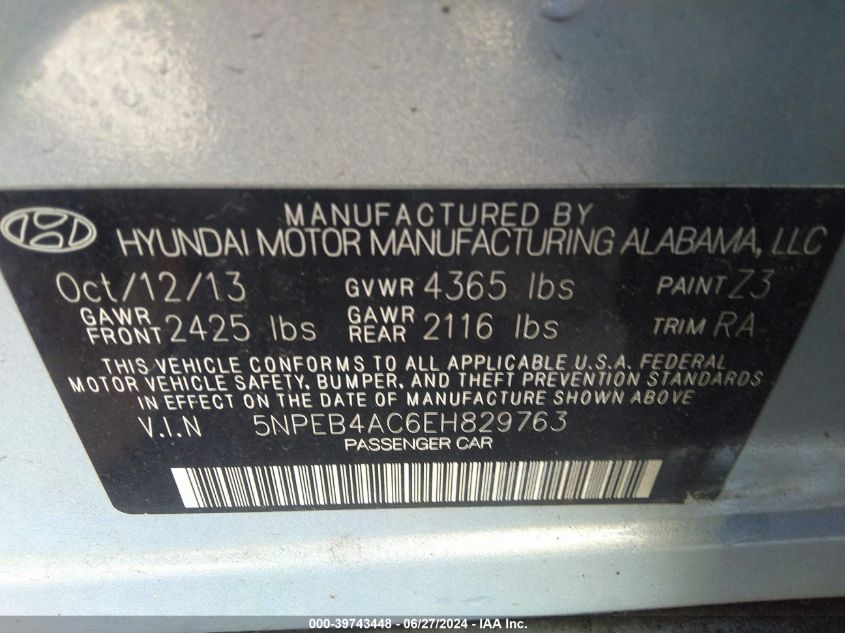 MANUFACTURED BY
HYUNDAI MOTOR MANUFACTURING ALABAMA, LLC
Oct/12/13 GVWR 4365 lbs PAINT Z3
GAWR FRONT 2425 lbs GAWR REAR 2116 lbs TRIM RA
THIS VEHICLE CONFORMS TO ALL APPLICABLE U.S.A. FEDERAL
MOTOR VEHICLE SAFETY, BUMPER, AND THEFT PREVENTION STANDARDS
IN EFFECT ON THE DATE OF MANUFACTURE SHOWN ABOVE
V.I.N 5NPEB4AC6EH829763
PASSENGER CAR
000-39743448 - 06/27/2024 - IAA Inc.